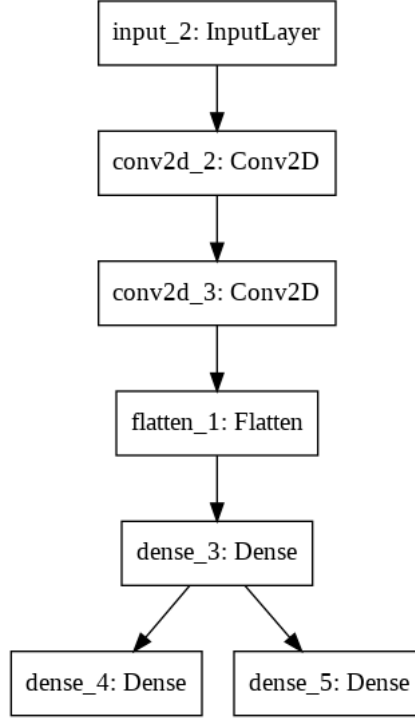 input_2: InputLayer
conv2d_2: Conv2D
conv2d_3: Conv2D
flatten_1: Flatten
dense_3: Dense
dense_4: Dense
dense_5: Dense